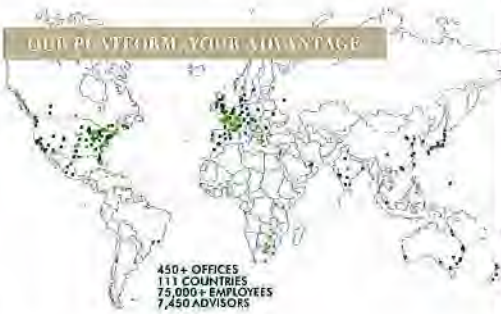 OUR PLATFORM, YOUR ADVANTAGE
450+ OFFICES
111 COUNTRIES
75,000+ EMPLOYEES
7,450 ADVISORS